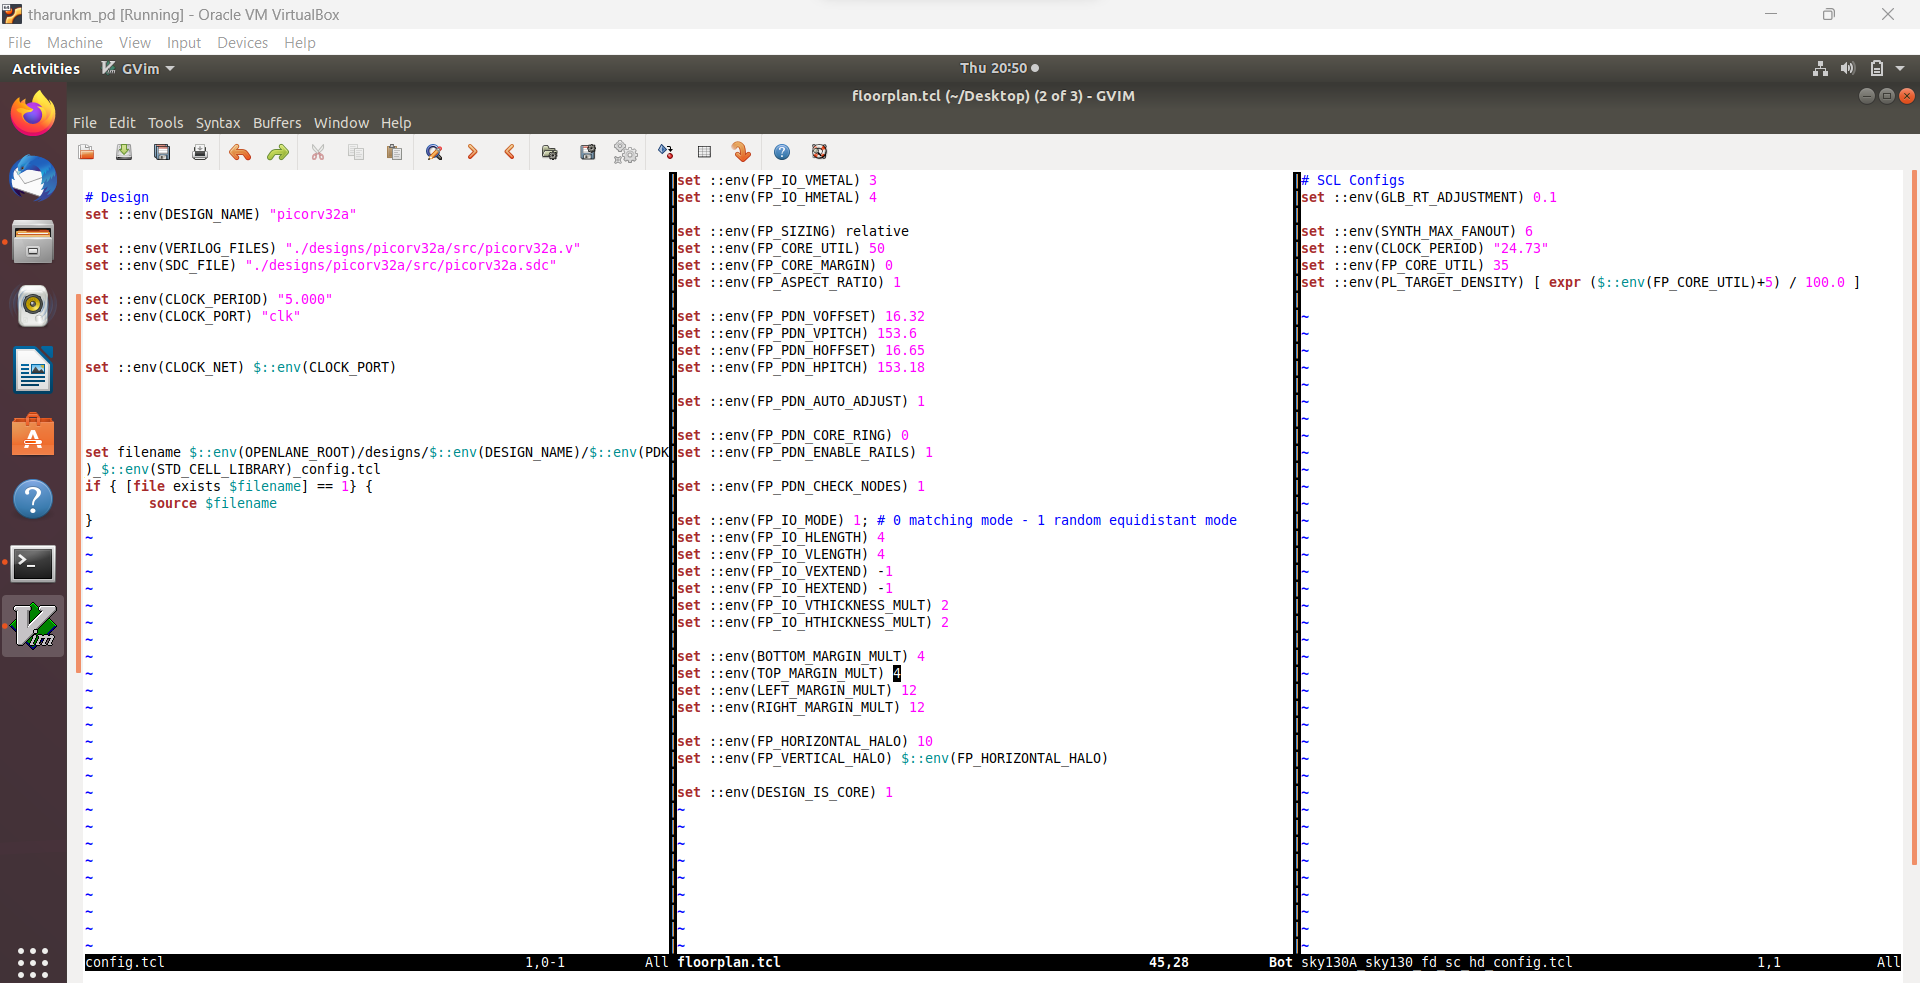 tharunkm_pd [Running] - Oracle VM VirtualBox
File Machine View Input Devices Help
Activities GVim Thu 20:50
floorplan.tcl (~/Desktop) (2 of 3) - GVIM
File Edit Tools Syntax Buffers Window Help
# Design
set ::env(DESIGN_NAME) "picorv32a"
set ::env(VERILOG_FILES) "./designs/picorv32a/src/picorv32a.v"
set ::env(SDC_FILE) "./designs/picorv32a/src/picorv32a.sdc"
set ::env(CLOCK_PERIOD) "5.000"
set ::env(CLOCK_PORT) "clk"
set ::env(CLOCK_NET) $::env(CLOCK_PORT)
set filename $::env(OPENLANE_ROOT)/designs/$::env(DESIGN_NAME)/$::env(PDK
)_$::env(STD_CELL_LIBRARY)_config.tcl
if { [file exists $filename] == 1} {
source $filename
}
config.tcl 1,0-1 All
set ::env(FP_IO_VMETAL) 3
set ::env(FP_IO_HMETAL) 4
set ::env(FP_SIZING) relative
set ::env(FP_CORE_UTIL) 50
set ::env(FP_CORE_MARGIN) 0
set ::env(FP_ASPECT_RATIO) 1
set ::env(FP_PDN_VOFFSET) 16.32
set ::env(FP_PDN_VPITCH) 153.6
set ::env(FP_PDN_HOFFSET) 16.65
set ::env(FP_PDN_HPITCH) 153.18
set ::env(FP_PDN_AUTO_ADJUST) 1
set ::env(FP_PDN_CORE_RING) 0
set ::env(FP_PDN_ENABLE_RAILS) 1
set ::env(FP_PDN_CHECK_NODES) 1
set ::env(FP_IO_MODE) 1; # 0 matching mode - 1 random equidistant mode
set ::env(FP_IO_HLENGTH) 4
set ::env(FP_IO_VLENGTH) 4
set ::env(FP_IO_VEXTEND) -1
set ::env(FP_IO_HEXTEND) -1
set ::env(FP_IO_VTHICKNESS_MULT) 2
set ::env(FP_IO_HTHICKNESS_MULT) 2
set ::env(BOTTOM_MARGIN_MULT) 4
set ::env(TOP_MARGIN_MULT) 4
set ::env(LEFT_MARGIN_MULT) 12
set ::env(RIGHT_MARGIN_MULT) 12
set ::env(FP_HORIZONTAL_HALO) 10
set ::env(FP_VERTICAL_HALO) $::env(FP_HORIZONTAL_HALO)
set ::env(DESIGN_IS_CORE) 1
floorplan.tcl 45,28 Bot
# SCL Configs
set ::env(GLB_RT_ADJUSTMENT) 0.1
set ::env(SYNTH_MAX_FANOUT) 6
set ::env(CLOCK_PERIOD) "24.73"
set ::env(FP_CORE_UTIL) 35
set ::env(PL_TARGET_DENSITY) [ expr ($::env(FP_CORE_UTIL)+5) / 100.0 ]
sky130A_sky130_fd_sc_hd_config.tcl 1,1 All